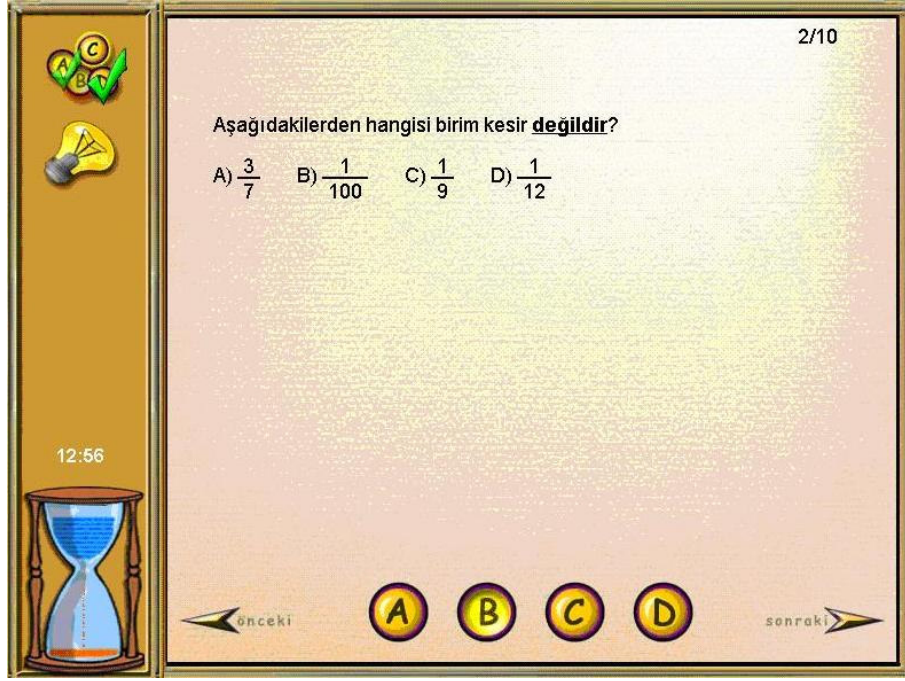 2/10
Aşağıdakilerden hangisi birim kesir değildir?
A) 3/7 B) 1/100 C) 1/9 D) 1/12
12:56
önceki A B C D sonraki